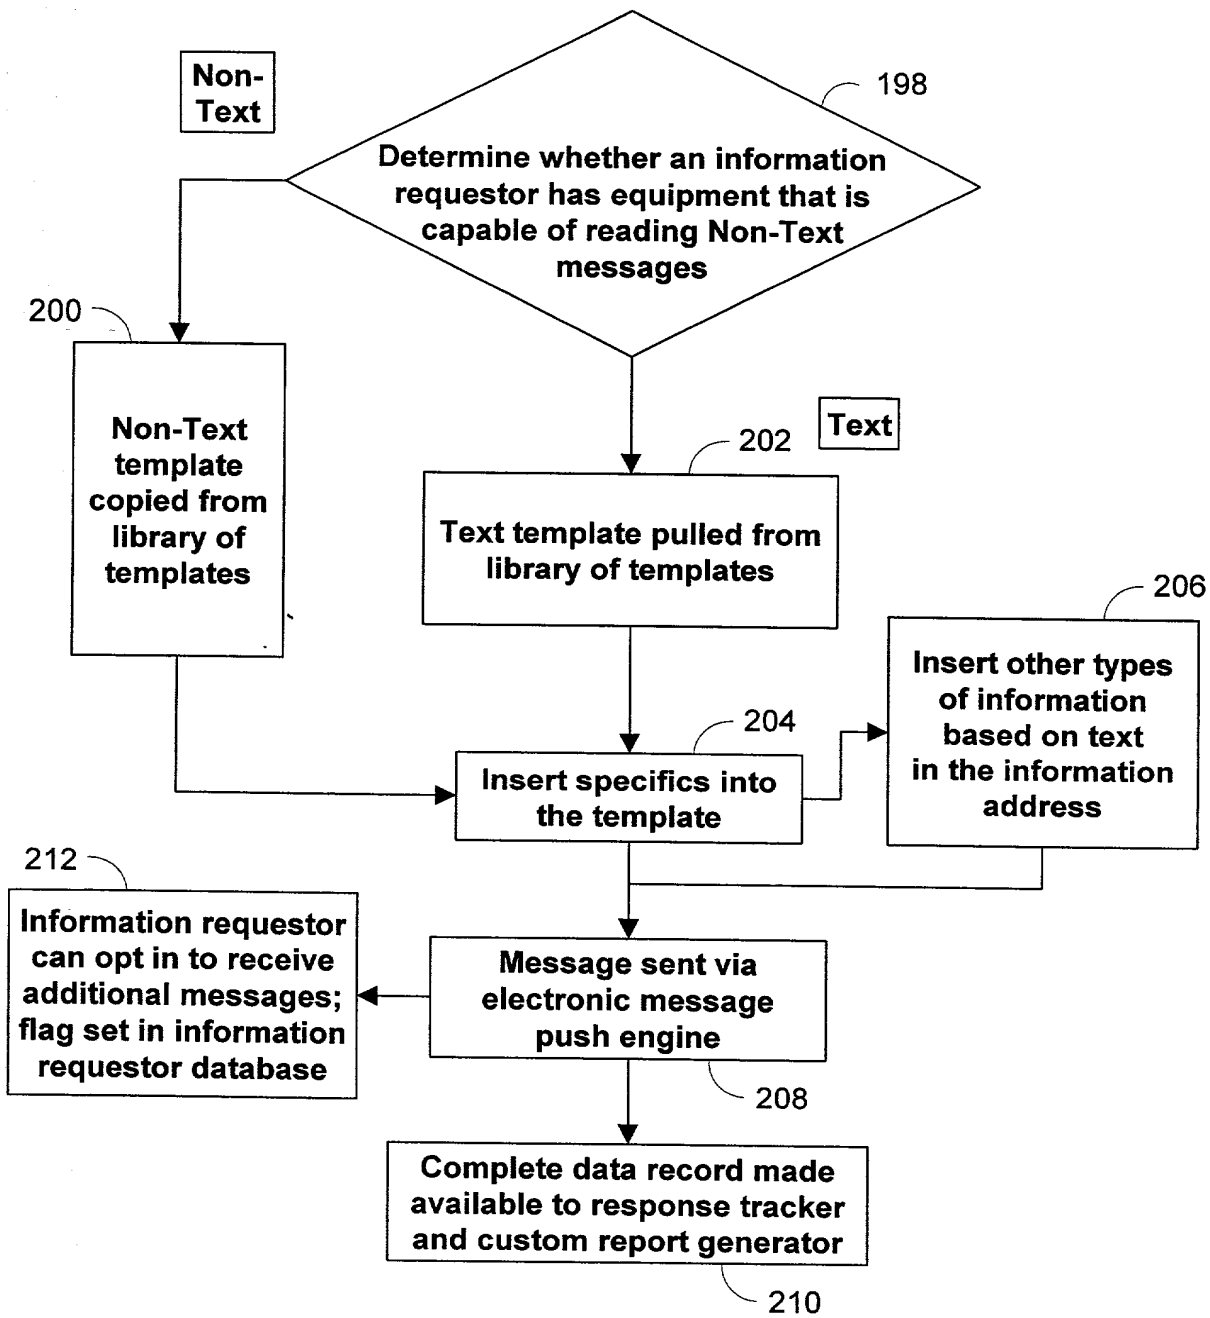 Non-
Text
198
Determine whether an information
requestor has equipment that is
capable of reading Non-Text
messages
200
Non-Text
template
copied from
library of
templates
Text
202
Text template pulled from
library of templates
206
Insert other types
of information
based on text
in the information
address
204
Insert specifics into
the template
212
Information requestor
can opt in to receive
additional messages;
flag set in information
requestor database
Message sent via
electronic message
push engine
208
Complete data record made
available to response tracker
and custom report generator
210